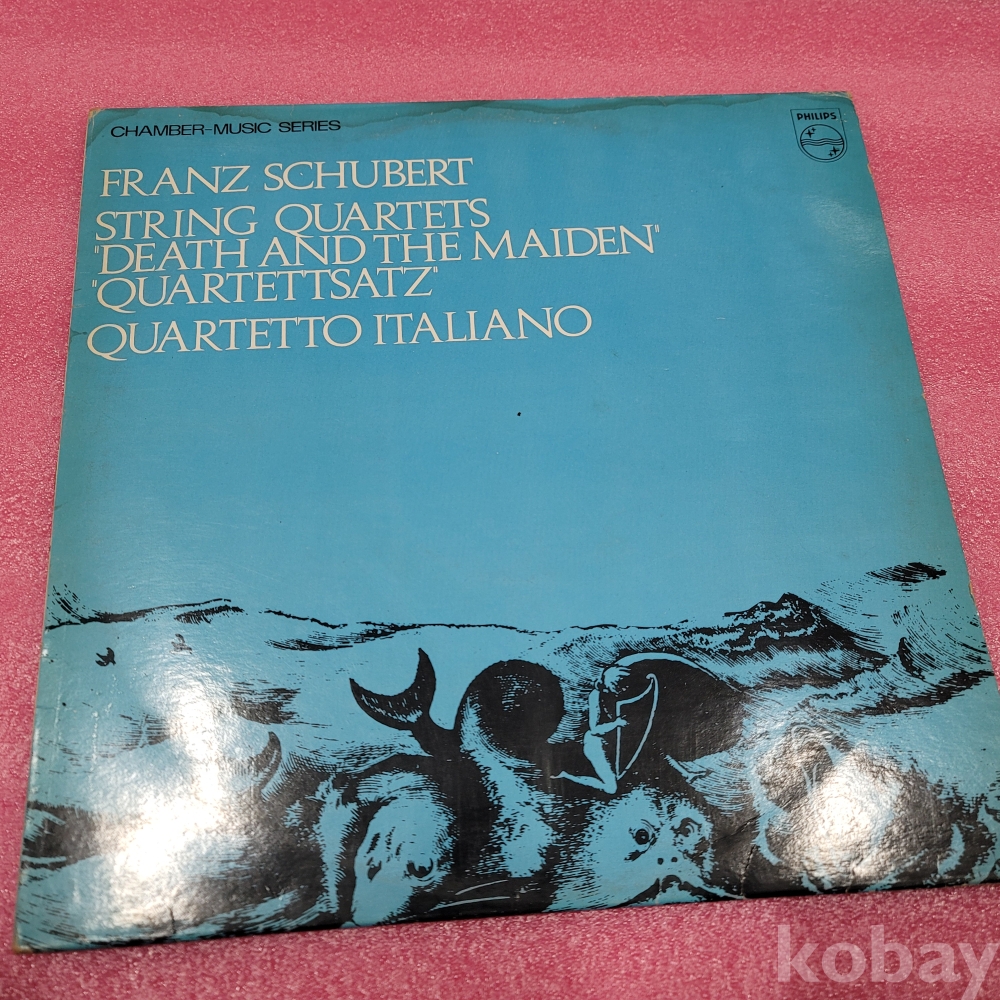 CHAMBER-MUSIC SERIES
PHILIPS
FRANZ SCHUBERT
STRING QUARTETS
"DEATH AND THE MAIDEN"
"QUARTETTSATZ"
QUARTETTO ITALIANO
kobay